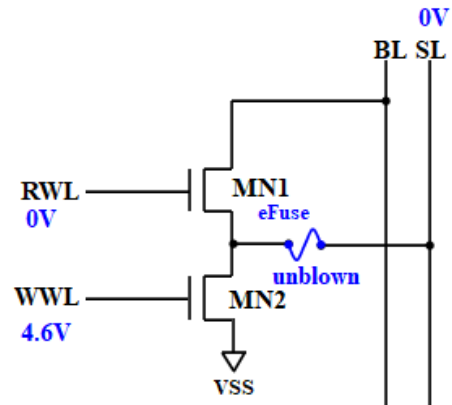 0V
BL SL
RWL
MN1
0V
eFuse
unblown
WWL
MN2
4.6V
VSS